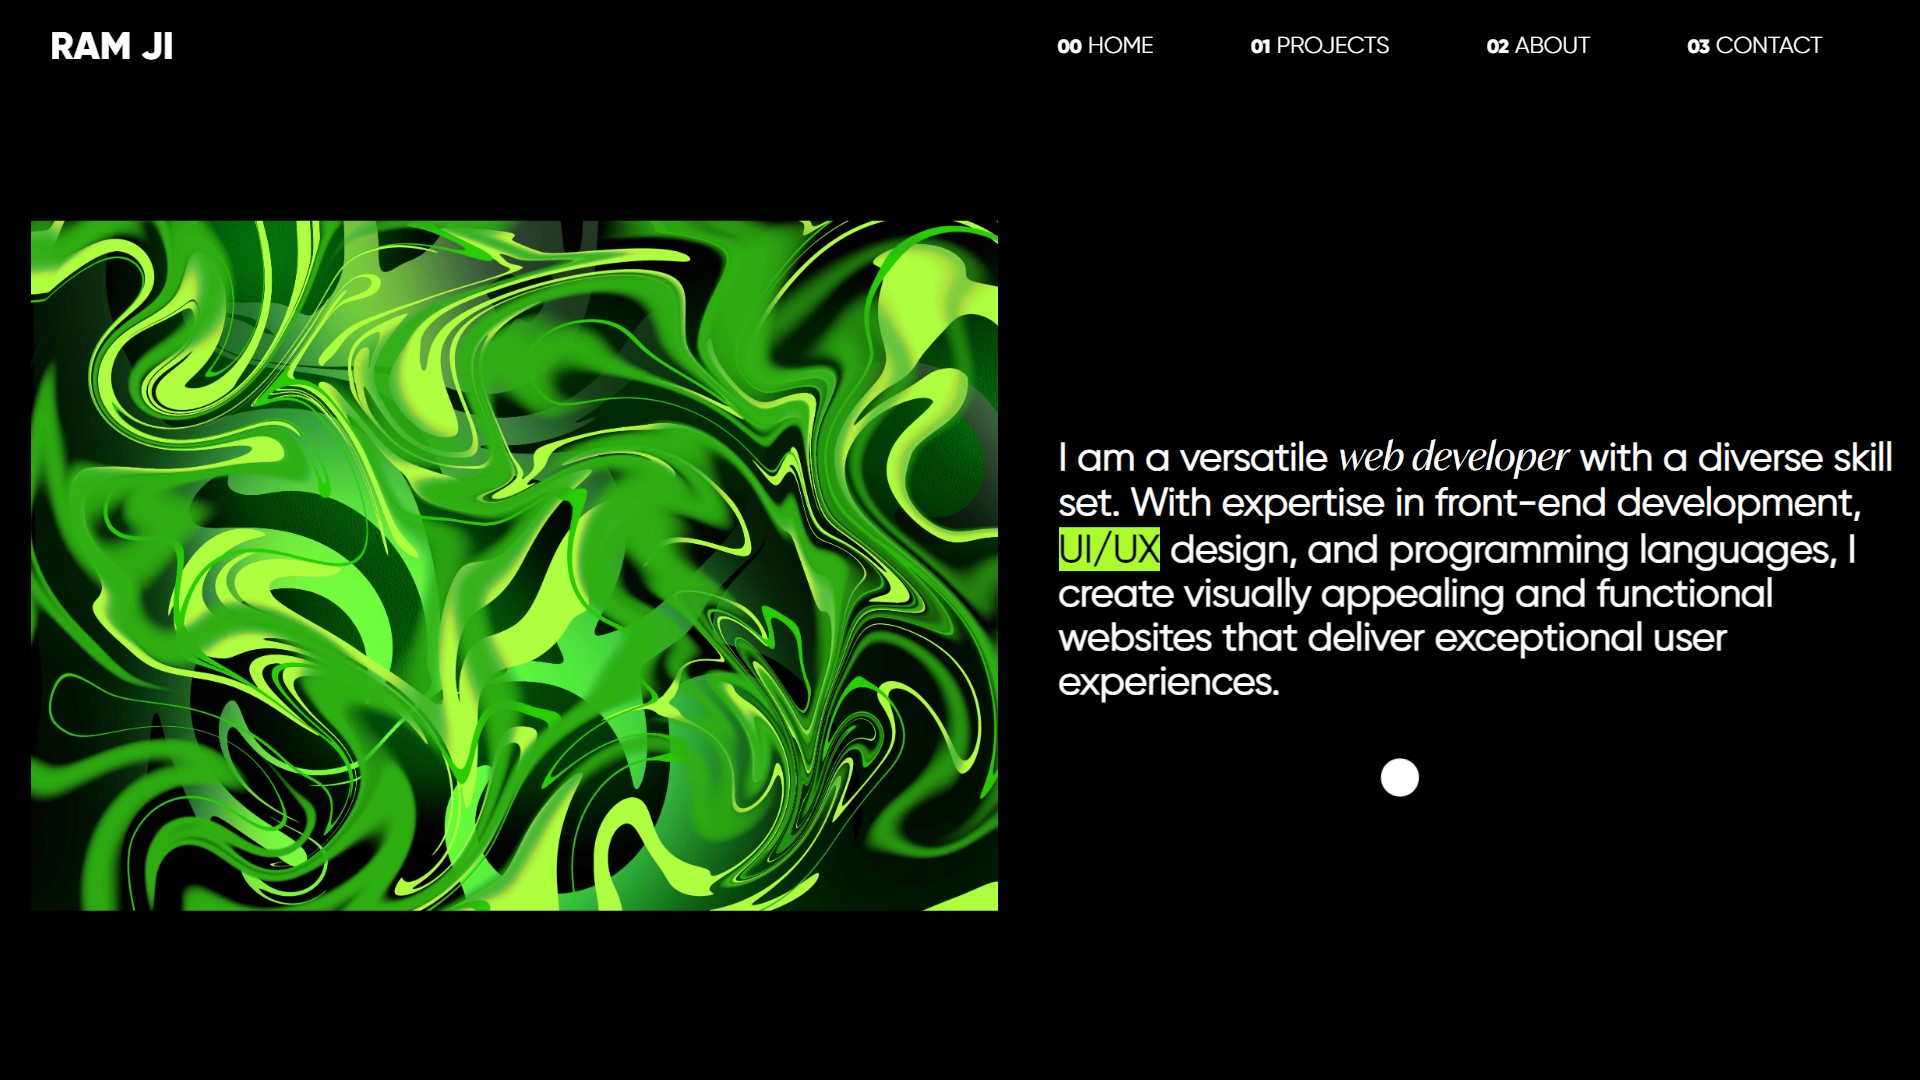 RAM JI
00 HOME
01 PROJECTS
02 ABOUT
03 CONTACT
I am a versatile web developer with a diverse skill
set. With expertise in front-end development,
UI/UX design, and programming languages, I
create visually appealing and functional
websites that deliver exceptional user
experiences.